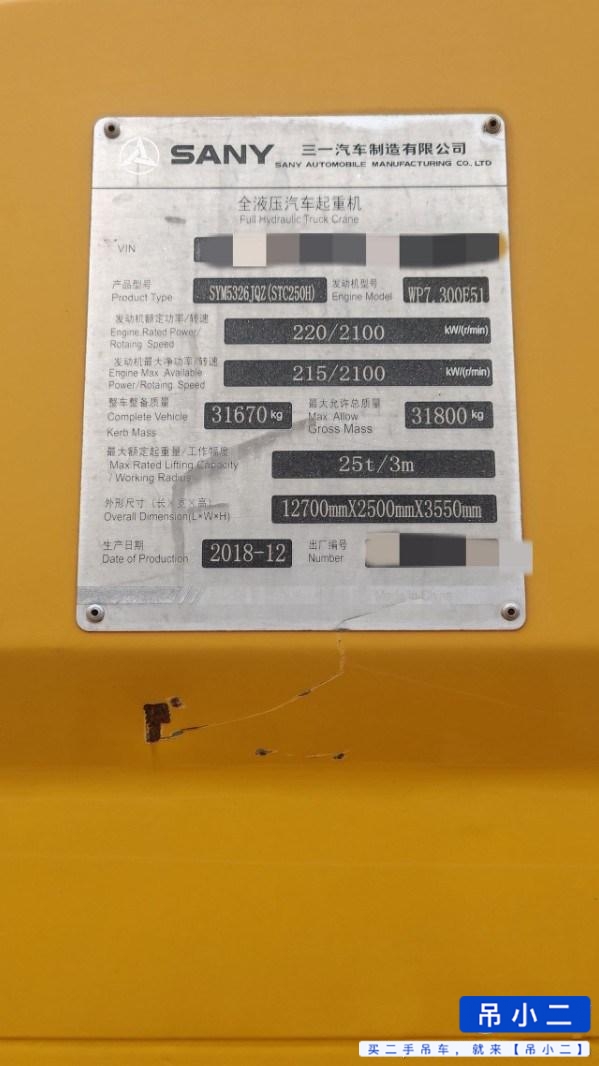 SANY
三一汽车制造有限公司
SANY AUTOMOBILE MANUFACTURING CO., LTD
全液压汽车起重机
Full Hydraulic Truck Crane
VIN
产品型号
Product Type
SYM5326JQZ(STC250H)
发动机型号
Engine Model
WP7.300E51
发动机额定功率/转速
Engine Rated Power/
Rotaing Speed
220/2100 kW/(r/min)
发动机最大净功率/转速
Engine Max .Available
Power/Rotaing. Speed
215/2100 kW/(r/min)
整车整备质量
Complete Vehicle
Kerb Mass
31670 kg
最大允许总质量
Max. Allow
Gross Mass
31800 kg
最大额定起重量/工作幅度
Max Rated Lifting Capacity
/ Working Radius
25t/3m
外形尺寸（长×宽×高）
Overall Dimension(L×W×H)
12700mmX2500mmX3550mm
生产日期
Date of Production
2018-12
出厂编号
Number
Made In China
吊小二
买二手吊车，就来【吊小二】